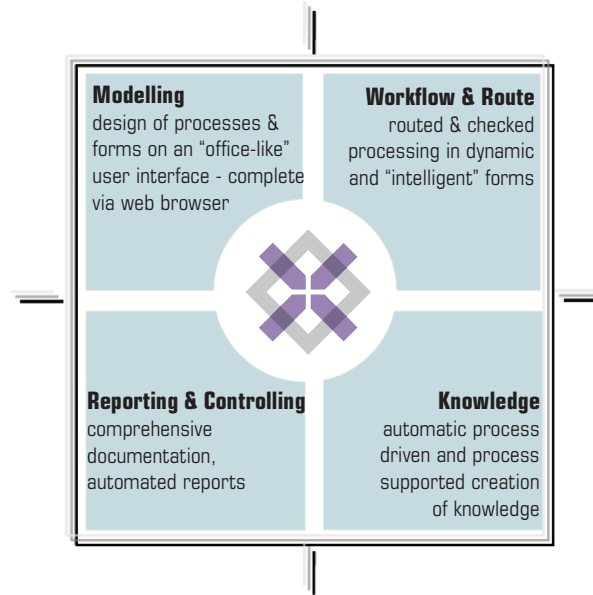 Modelling
design of processes &
forms on an “office-like”
user interface - complete
via web browser
Workflow & Route
routed & checked
processing in dynamic
and “intelligent” forms
Reporting & Controlling
comprehensive
documentation,
automated reports
Knowledge
automatic process
driven and process
supported creation
of knowledge